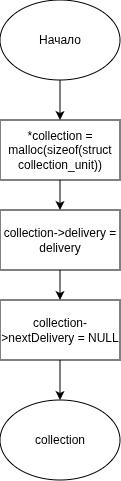 Начало
*collection =
malloc(sizeof(struct
collection_unit))
collection->delivery =
delivery
collection-
>nextDelivery = NULL
collection